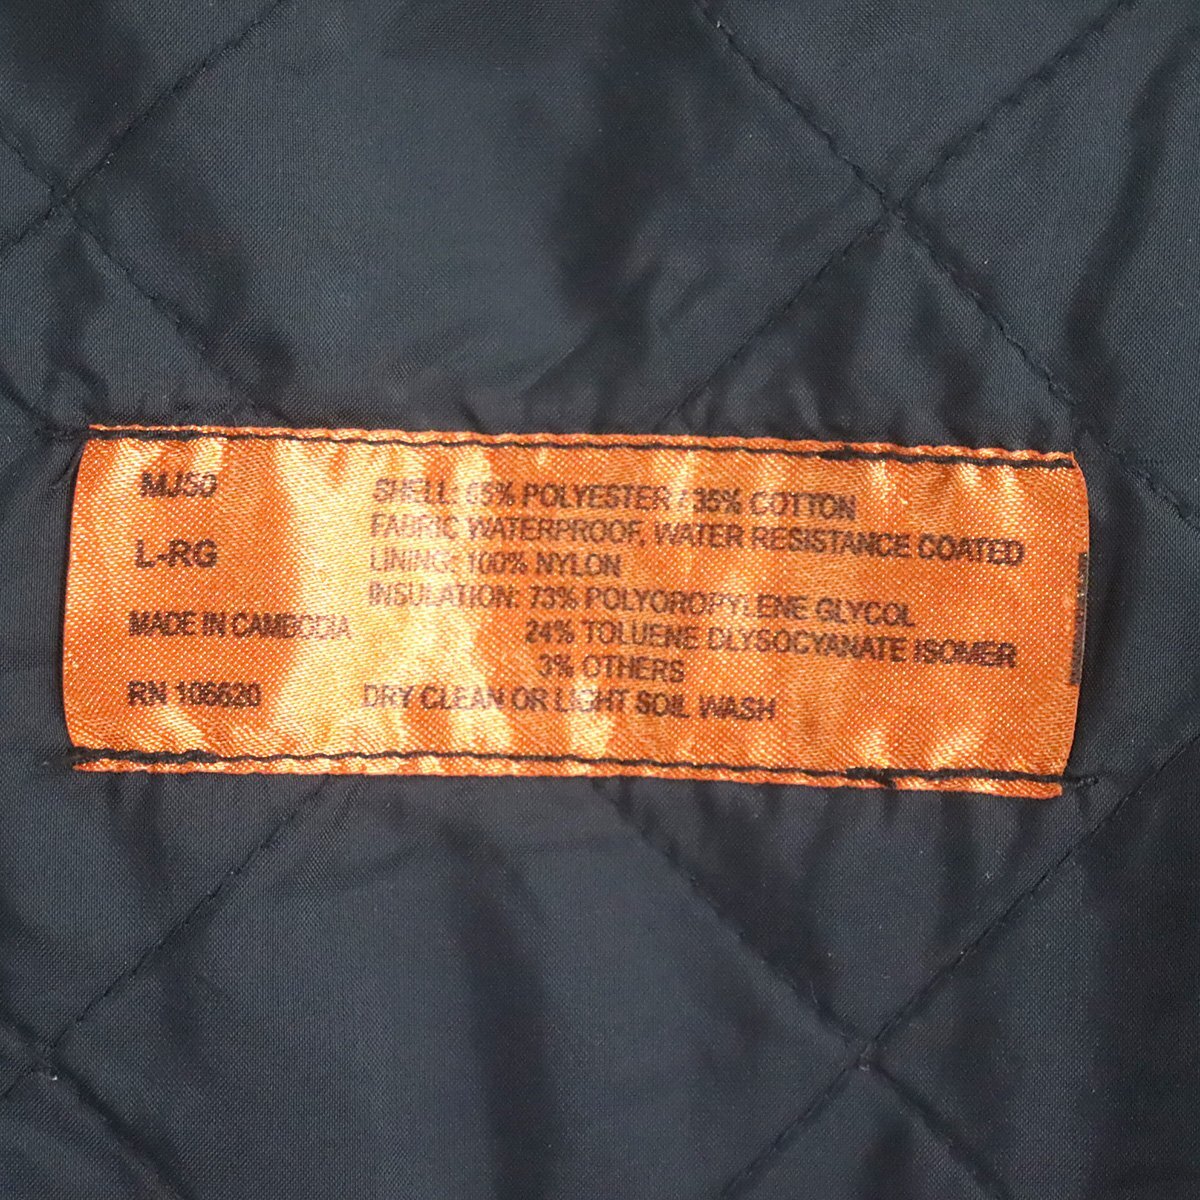 MJ50
L-RG
MADE IN CAMBODIA
RN 106620
SHELL: 65% POLYESTER / 35% COTTON
FABRIC WATERPROOF, WATER RESISTANCE COATED
LINING: 100% NYLON
INSULATION: 73% POLYOROPYLENE GLYCOL
24% TOLUENE DLYSOCYANATE ISOMER
3% OTHERS
DRY CLEAN OR LIGHT SOIL WASH